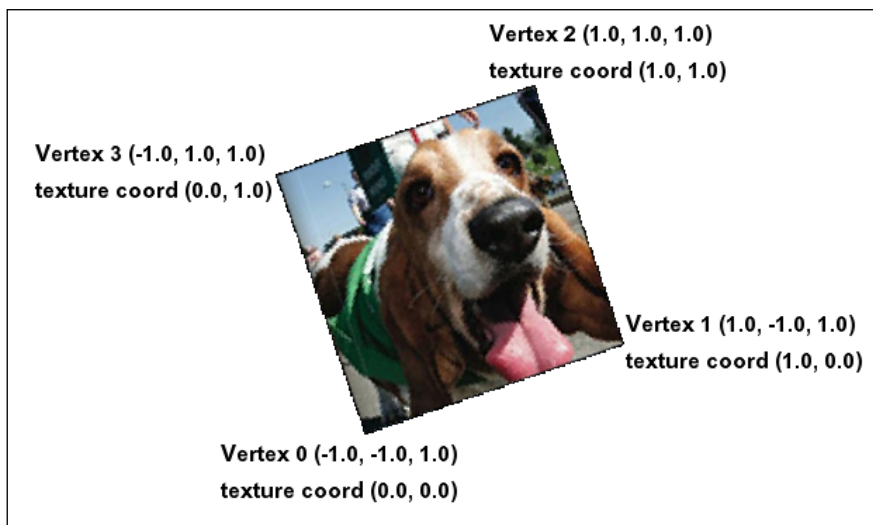 Vertex 2 (1.0, 1.0, 1.0)
texture coord (1.0, 1.0)
Vertex 3 (-1.0, 1.0, 1.0)
texture coord (0.0, 1.0)
Vertex 1 (1.0, -1.0, 1.0)
texture coord (1.0, 0.0)
Vertex 0 (-1.0, -1.0, 1.0)
texture coord (0.0, 0.0)